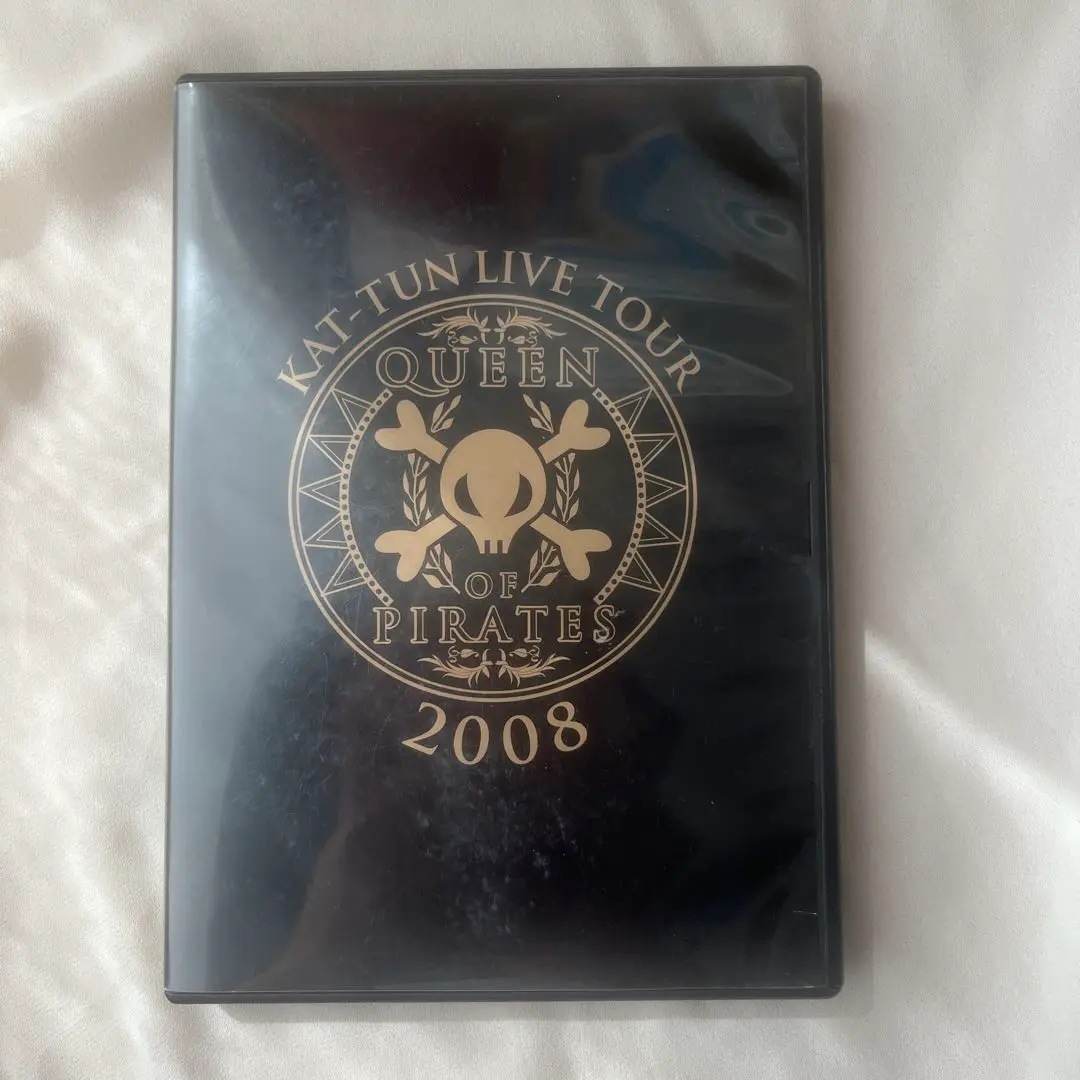 KAT-TUN LIVE TOUR
QUEEN
OF
PIRATES
2008